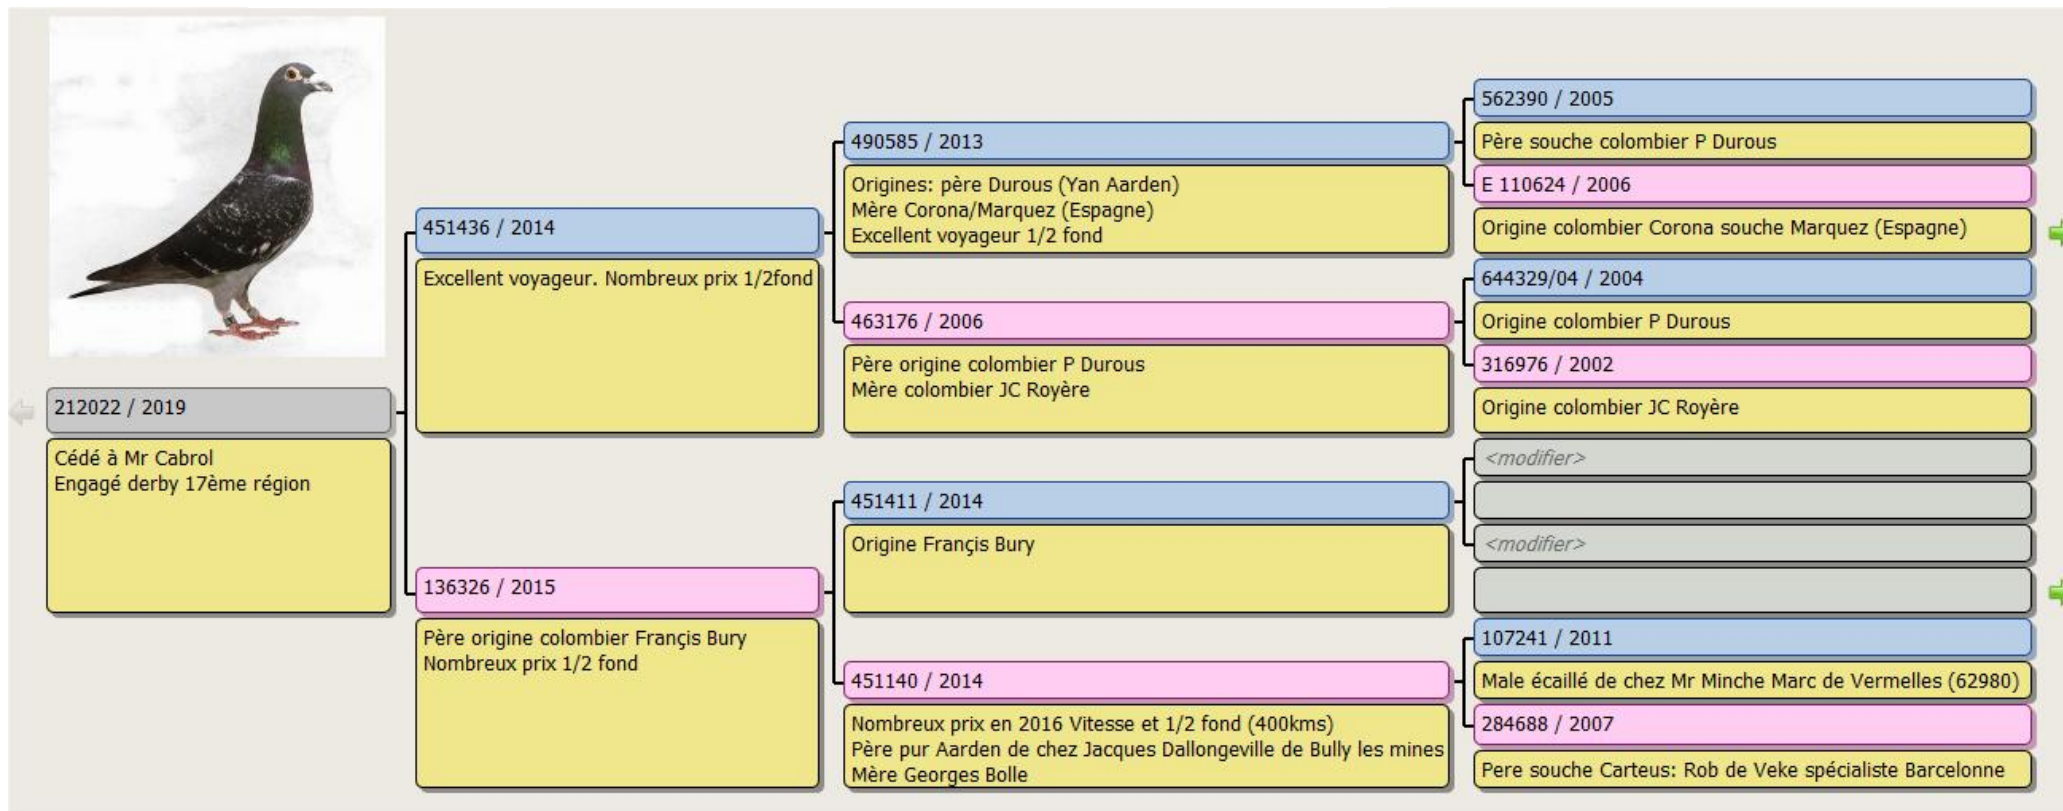 212022 / 2019
Cédé à Mr Cabrol
Engagé derby 17ème région
451436 / 2014
Excellent voyageur. Nombreux prix 1/2fond
136326 / 2015
Père origine colombier Françis Bury
Nombreux prix 1/2 fond
490585 / 2013
Origines: père Durous (Yan Aarden)
Mère Corona/Marquez (Espagne)
Excellent voyageur 1/2 fond
463176 / 2006
Père origine colombier P Durous
Mère colombier JC Royère
451411 / 2014
Origine Françis Bury
451140 / 2014
Nombreux prix en 2016 Vitesse et 1/2 fond (400kms)
Père pur Aarden de chez Jacques Dallongeville de Bully les mines
Mère Georges Bolle
562390 / 2005
Père souche colombier P Durous
E 110624 / 2006
Origine colombier Corona souche Marquez (Espagne)
644329/04 / 2004
Origine colombier P Durous
316976 / 2002
Origine colombier JC Royère
<modifier>
<modifier>
107241 / 2011
Male écaillé de chez Mr Minche Marc de Vermelles (62980)
284688 / 2007
Pere souche Carteus: Rob de Veke spécialiste Barcelonne